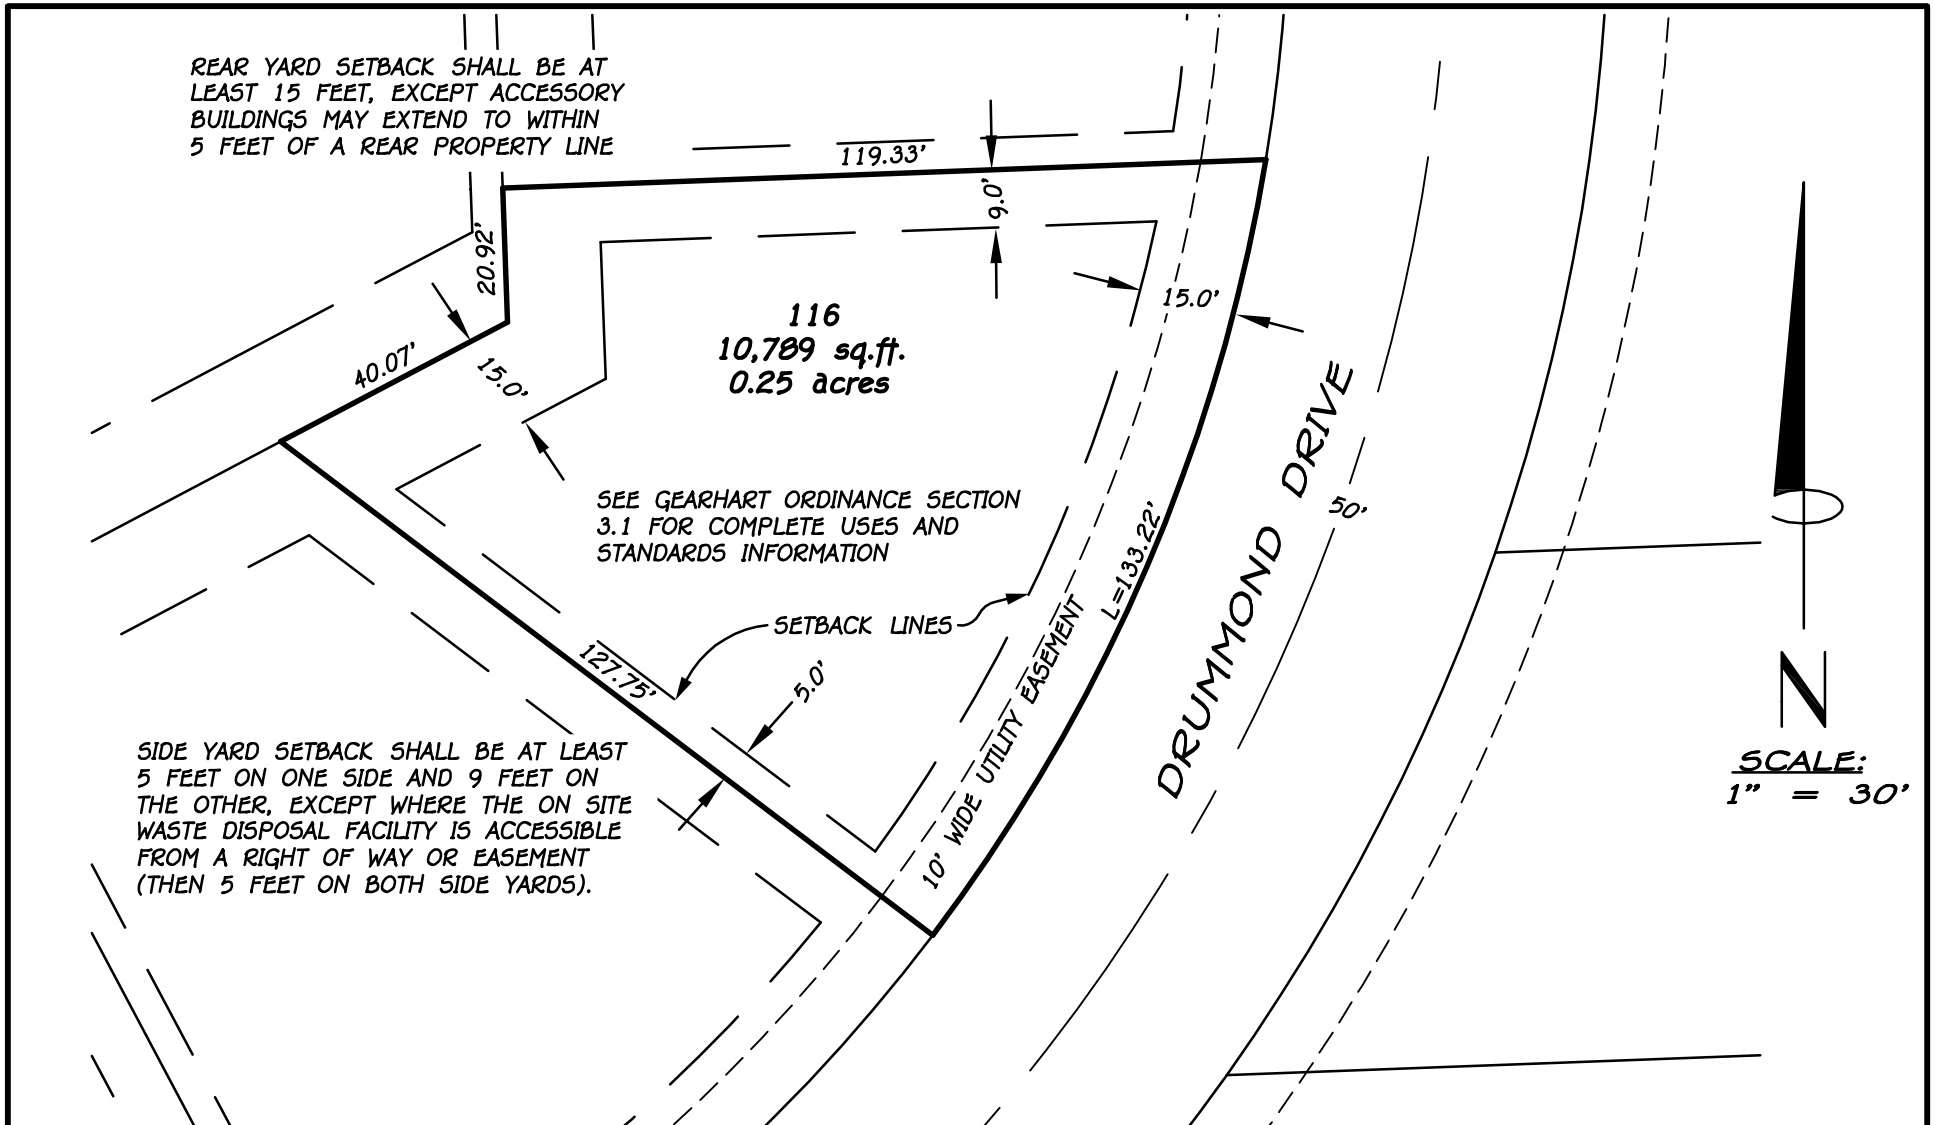 REAR YARD SETBACK SHALL BE AT
LEAST 15 FEET, EXCEPT ACCESSORY
BUILDINGS MAY EXTEND TO WITHIN
5 FEET OF A REAR PROPERTY LINE
119.33'
9.0'
20.92'
15.0'
116
10,789 sq.ft.
0.25 acres
40.07'
15.0'
SEE GEARHART ORDINANCE SECTION
3.1 FOR COMPLETE USES AND
STANDARDS INFORMATION
SETBACK LINES
127.75'
5.0'
10' WIDE UTILITY EASEMENT
L=133.22'
DRUMMOND DRIVE
50'
SIDE YARD SETBACK SHALL BE AT LEAST
5 FEET ON ONE SIDE AND 9 FEET ON
THE OTHER, EXCEPT WHERE THE ON SITE
WASTE DISPOSAL FACILITY IS ACCESSIBLE
FROM A RIGHT OF WAY OR EASEMENT
(THEN 5 FEET ON BOTH SIDE YARDS).
N
SCALE:
1" = 30'